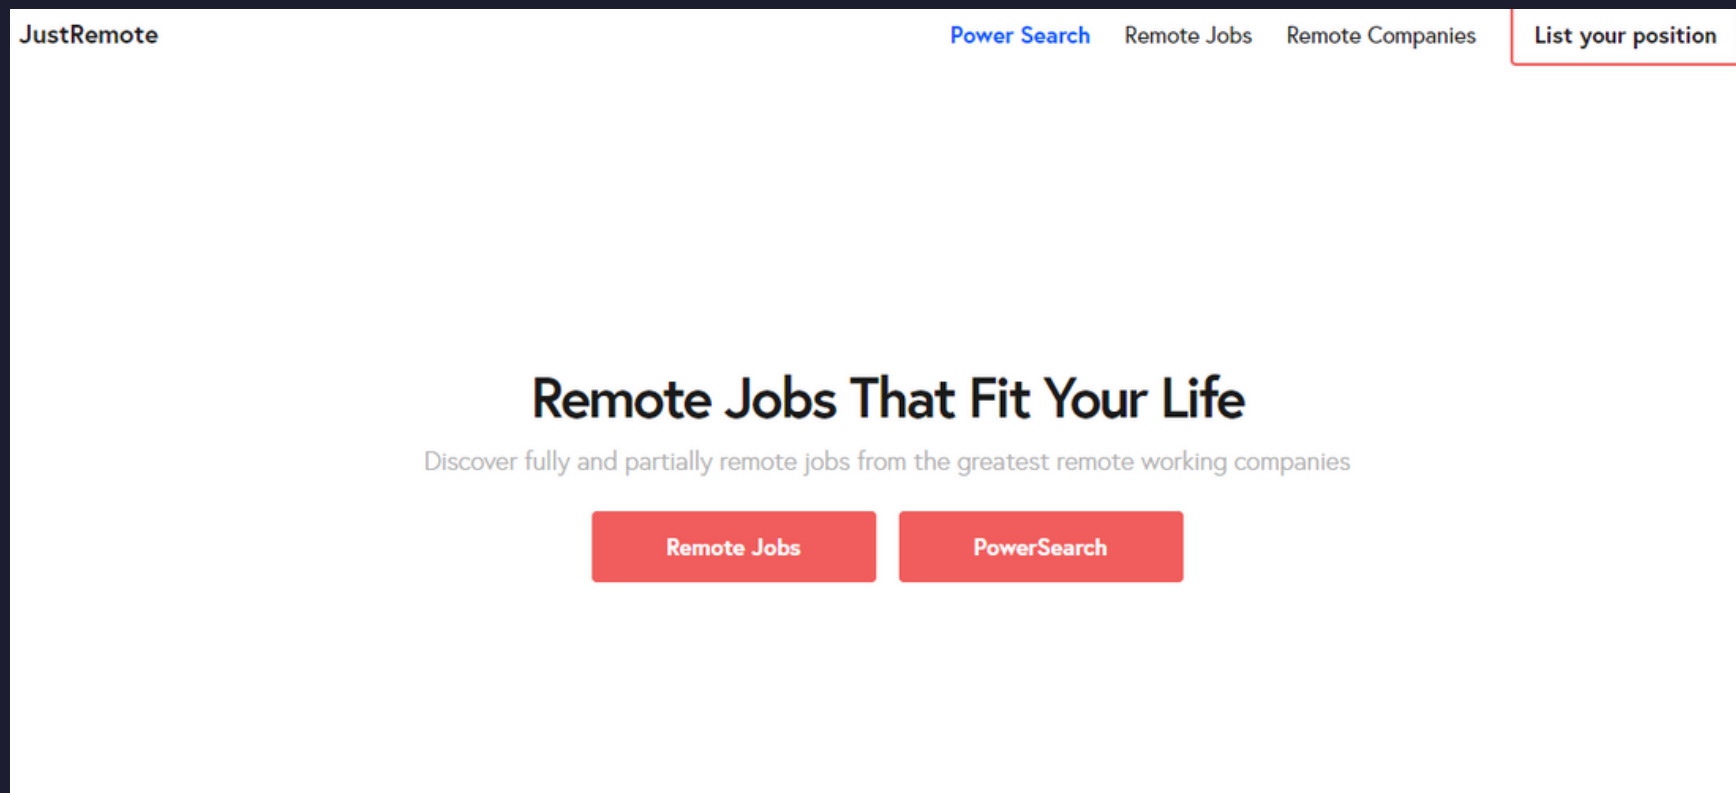 JustRemote
Power Search Remote Jobs Remote Companies List your position
Remote Jobs That Fit Your Life
Discover fully and partially remote jobs from the greatest remote working companies
Remote Jobs PowerSearch